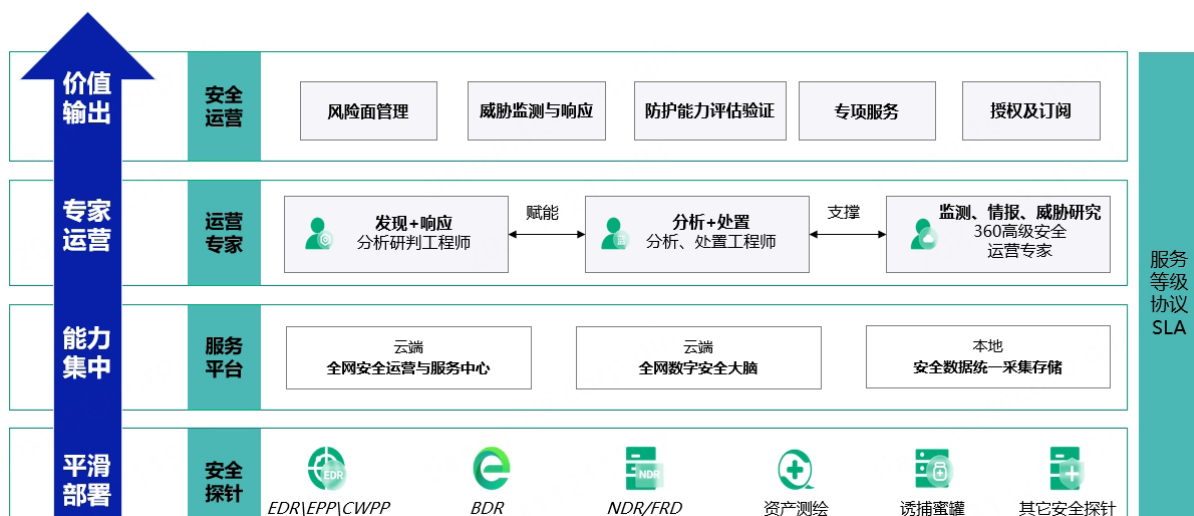 价值
输出
安全
运营
风险面管理
威胁监测与响应
防护能力评估验证
专项服务
授权及订阅
专家
运营
运营
专家
发现+响应
分析研判工程师
赋能
分析+处置
分析、处置工程师
支撑
监测、情报、威胁研究
360高级安全
运营专家
能力
集中
服务
平台
云端
全网安全运营与服务中心
云端
全网数字安全大脑
本地
安全数据统一采集存储
平滑
部署
安全
探针
EDR
EDR\EPP\CWPP
BDR
NDR
NDR/FRD
资产测绘
诱捕蜜罐
其它安全探针
服务
等级
协议
SLA